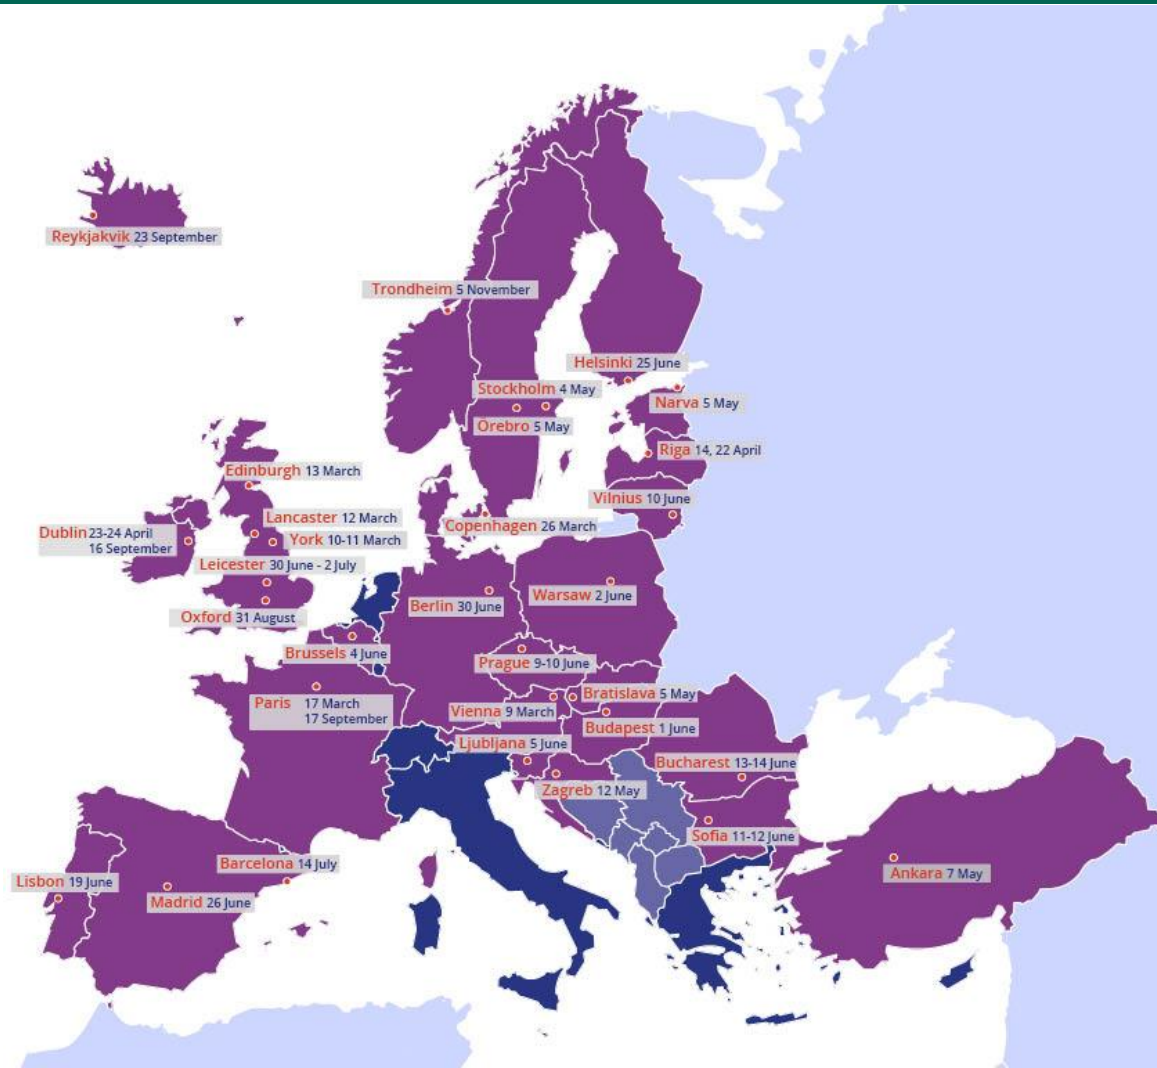 Reykjakvik 23 September
Trondheim 5 November
Helsinki 25 June
Stockholm 4 May
Narva 5 May
Örebro 5 May
Riga 14, 22 April
Edinburgh 13 March
Vilnius 10 June
Lancaster 12 March
Copenhagen 26 March
Dublin 23-24 April
16 September
York 10-11 March
Leicester 30 June - 2 July
Warsaw 2 June
Berlin 30 June
Oxford 31 August
Brussels 4 June
Prague 9-10 June
Bratislava 5 May
Paris 17 March
17 September
Vienna 9 March
Budapest 1 June
Ljubljana 5 June
Bucharest 13-14 June
Zagreb 12 May
Sofia 11-12 June
Barcelona 14 July
Ankara 7 May
Lisbon 19 June
Madrid 26 June